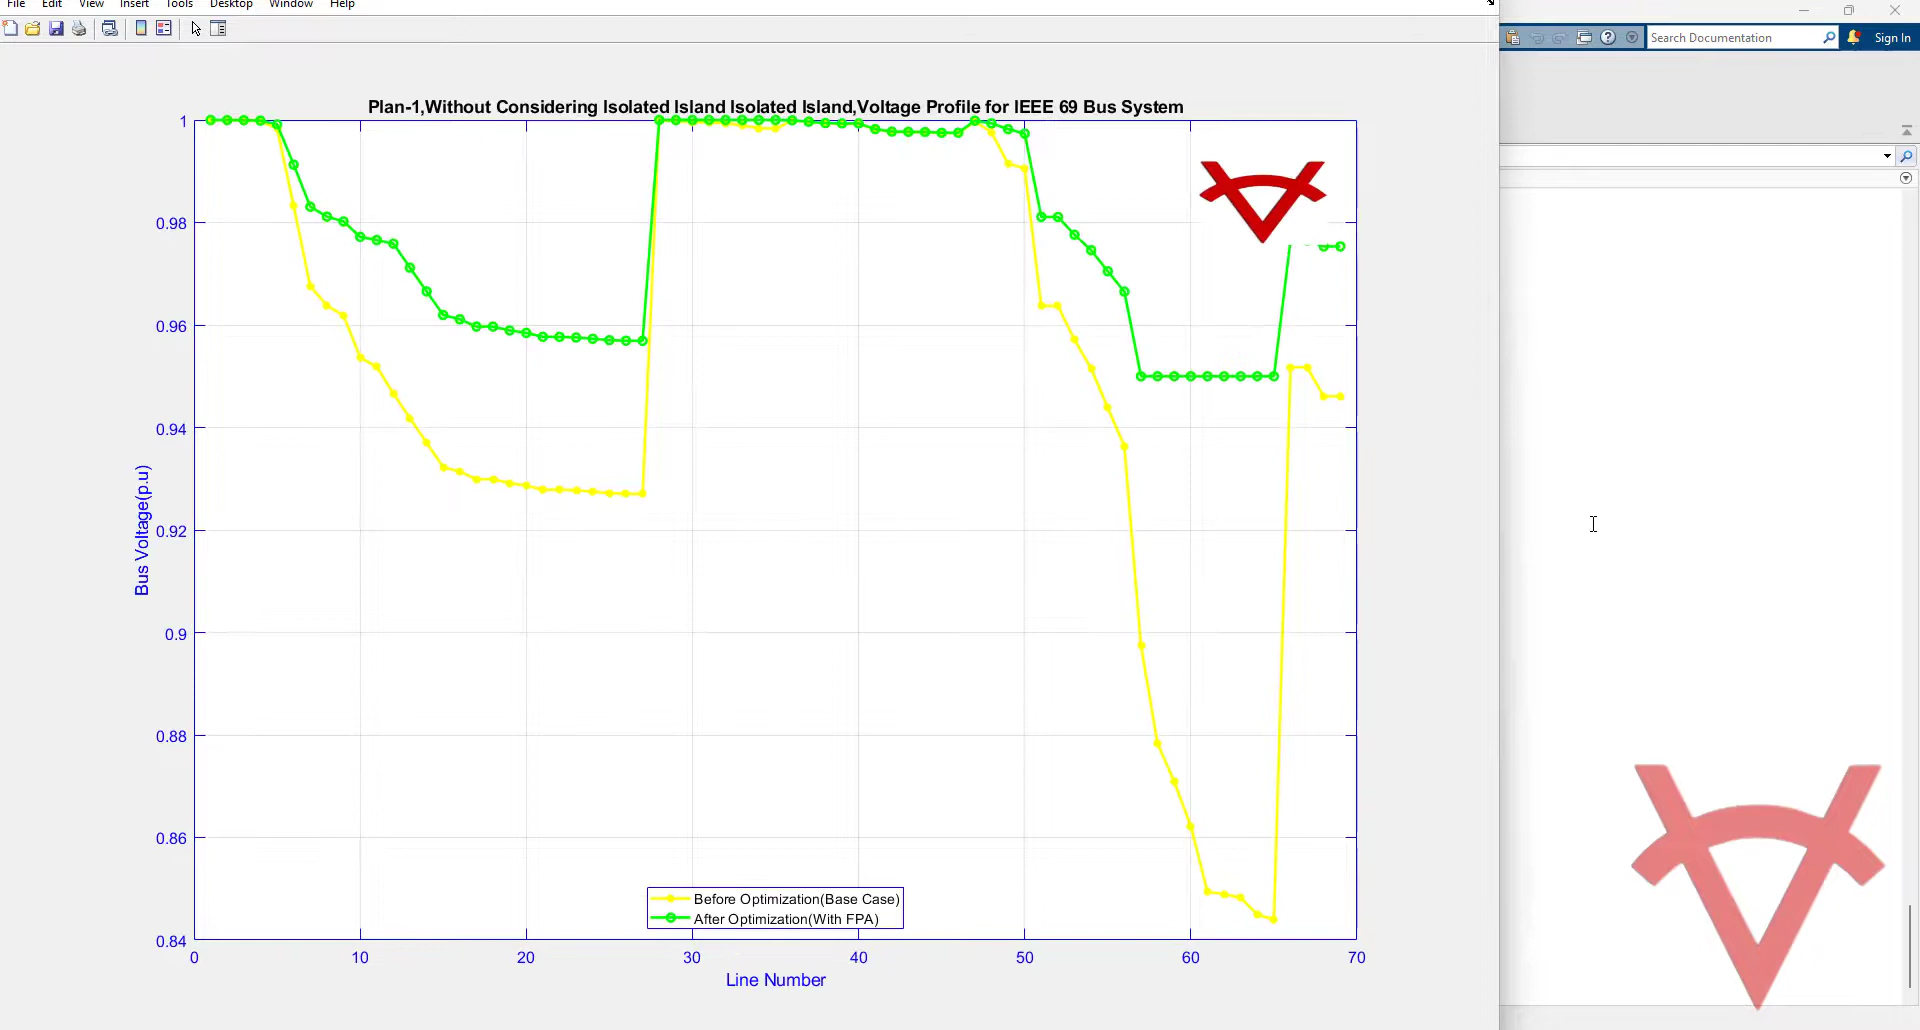 File Edit View Insert Tools Desktop Window Help
Search Documentation
Sign In
Plan-1,Without Considering Isolated Island Isolated Island,Voltage Profile for IEEE 69 Bus System
1
0.98
0.96
0.94
0.92
0.9
0.88
0.86
0.84
Bus Voltage(p.u)
Before Optimization(Base Case)
After Optimization(With FPA)
0 10 20 30 40 50 60 70
Line Number